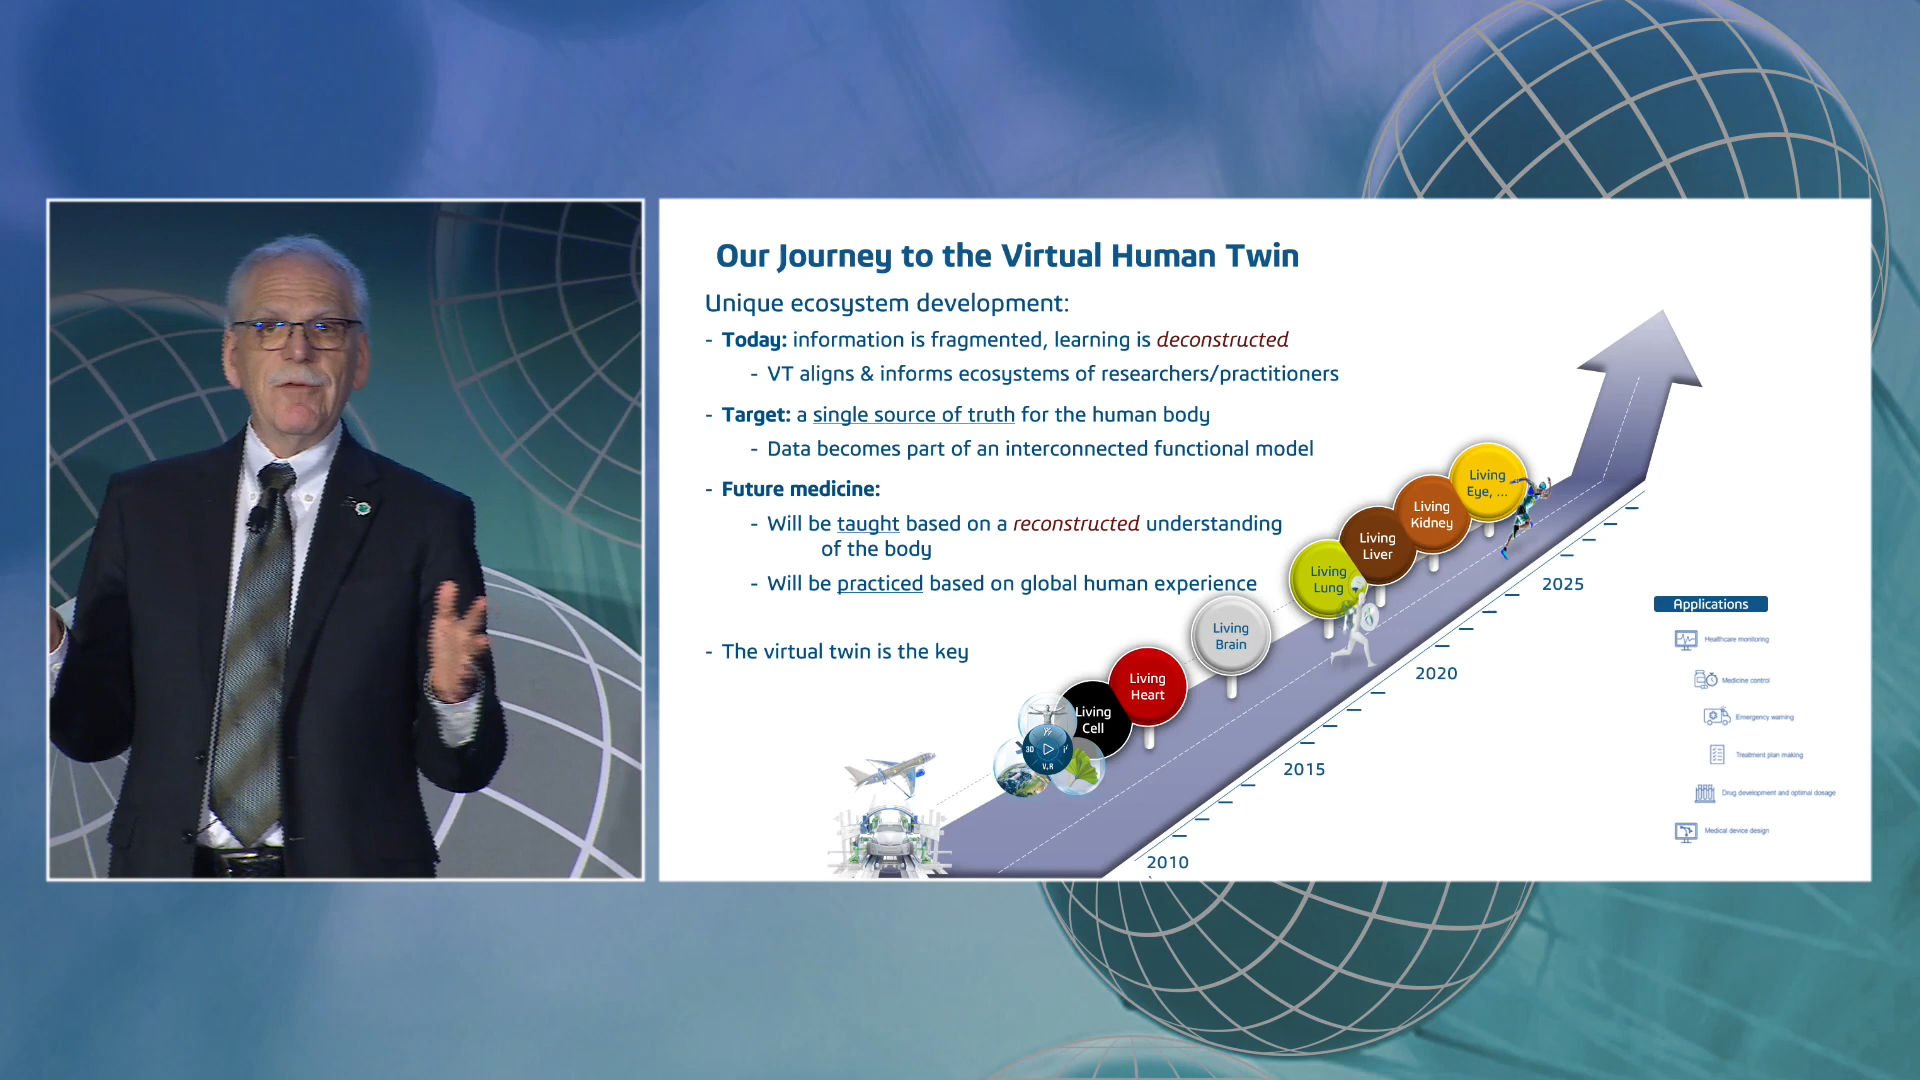 Our Journey to the Virtual Human Twin
Unique ecosystem development:
- Today: information is fragmented, learning is deconstructed
- VT aligns & informs ecosystems of researchers/practitioners
- Target: a single source of truth for the human body
- Data becomes part of an interconnected functional model
- Future medicine:
- Will be taught based on a reconstructed understanding
of the body
- Will be practiced based on global human experience
- The virtual twin is the key
Living
Cell
Living
Heart
Living
Brain
Living
Lung
Living
Liver
Living
Kidney
Living
Eye, ...
3D
V.R
2010
2015
2020
2025
Applications
Healthcare monitoring
Medicine control
Emergency warning
Treatment plan making
Drug development and optimal dosage
Medical device design